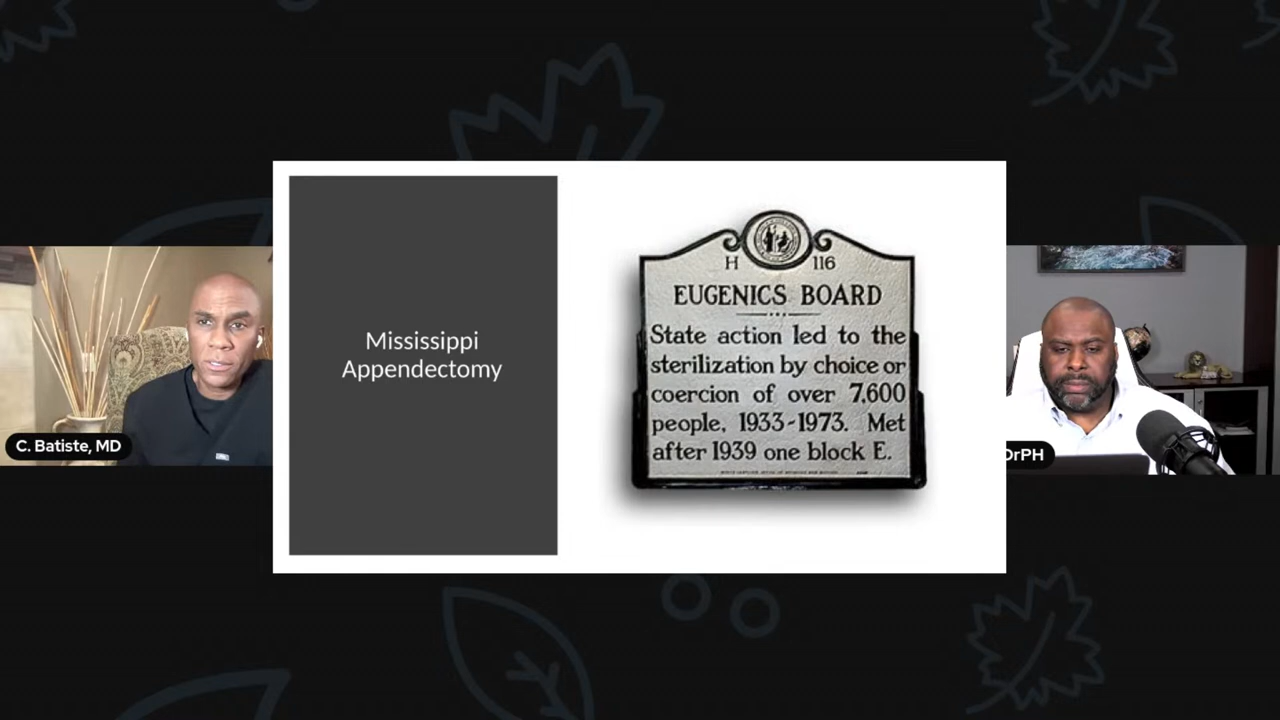 Mississippi
Appendectomy
H 116
EUGENICS BOARD
State action led to the
sterilization by choice or
coercion of over 7,600
people, 1933-1973. Met
after 1939 one block E.
C. Batiste, MD
DrPH